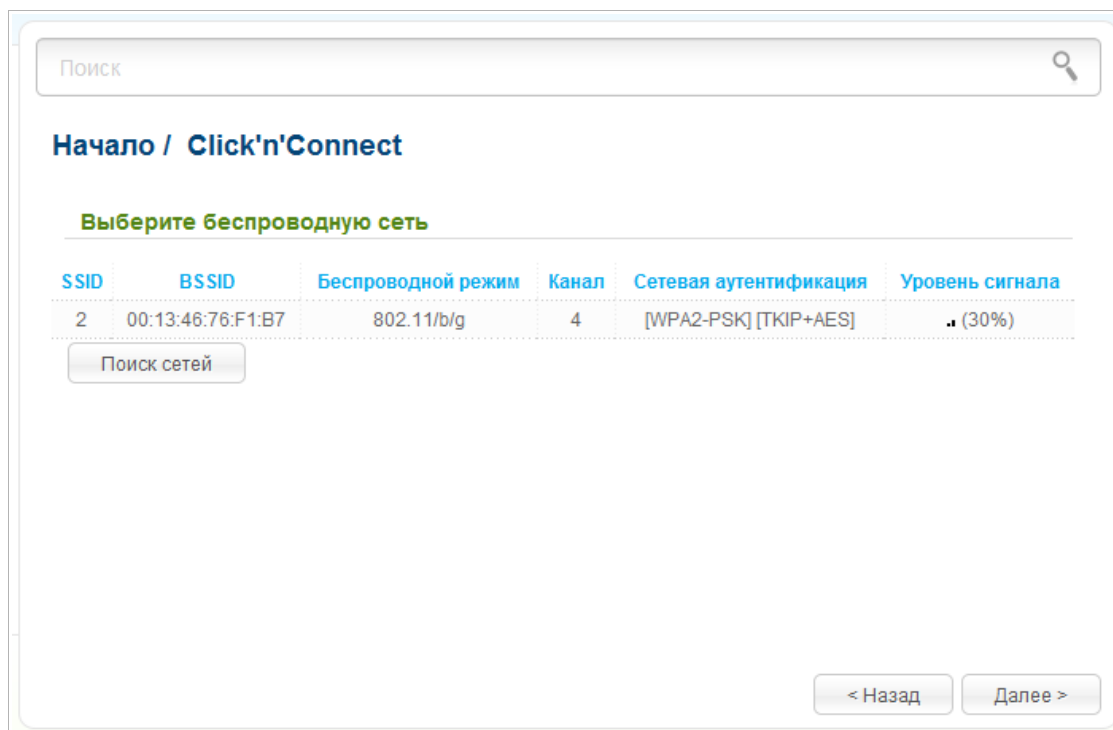 Поиск
Начало / Click'n'Connect
Выберите беспроводную сеть
SSID BSSID Беспроводной режим Канал Сетевая аутентификация Уровень сигнала
2 00:13:46:76:F1:B7 802.11/b/g 4 [WPA2-PSK] [TKIP+AES] (30%)
Поиск сетей
< Назад Далее >